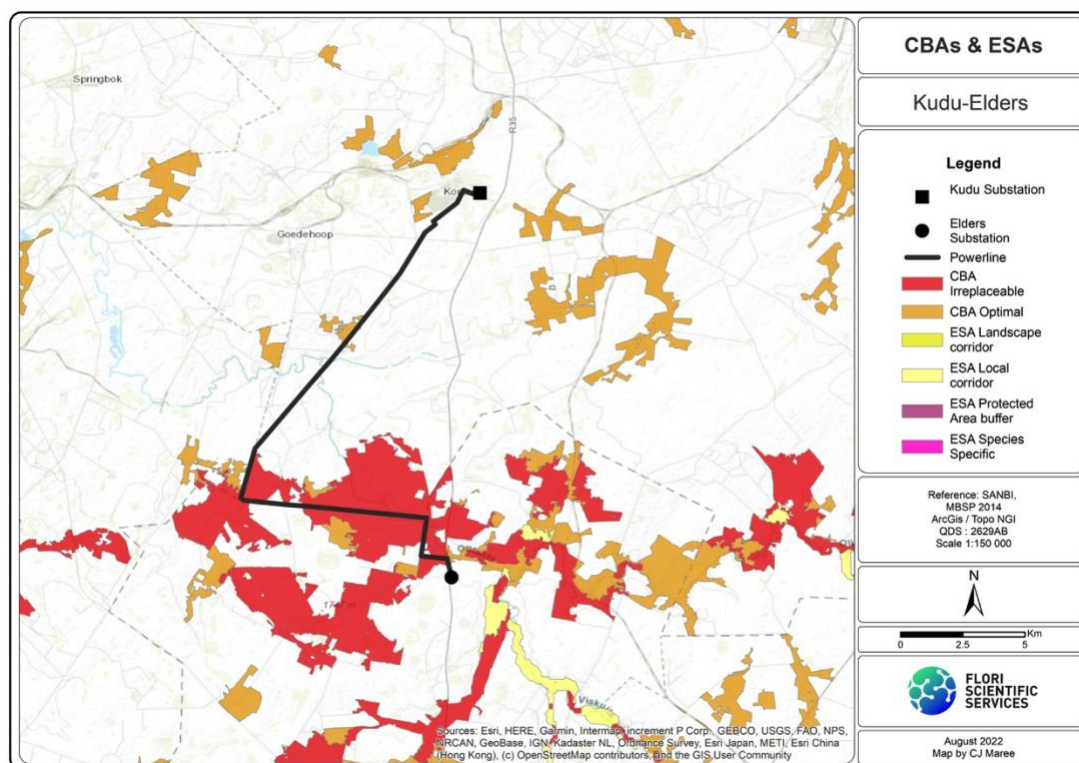 Springbok
R35
Goedehoop
1747 m
CBAs & ESAs
Kudu-Elders
Legend
Kudu Substation
Elders
Substation
Powerline
CBA
Irreplaceable
CBA Optimal
ESA Landscape
corridor
ESA Local
corridor
ESA Protected
Area buffer
ESA Species
Specific
Reference: SANBI,
MBSP 2014
ArcGis / Topo NGI
QDS : 2629AB
Scale 1:150 000
N
Km
0 2.5 5
FLORI
SCIENTIFIC
SERVICES
August 2022
Map by CJ Maree
Sources: Esri, HERE, Garmin, Intermap, increment P Corp., GEBCO, USGS, FAO, NPS,
NRCAN, GeoBase, IGN, Kadaster NL, Ordnance Survey, Esri Japan, METI, Esri China
(Hong Kong), (c) OpenStreetMap contributors, and the GIS User Community